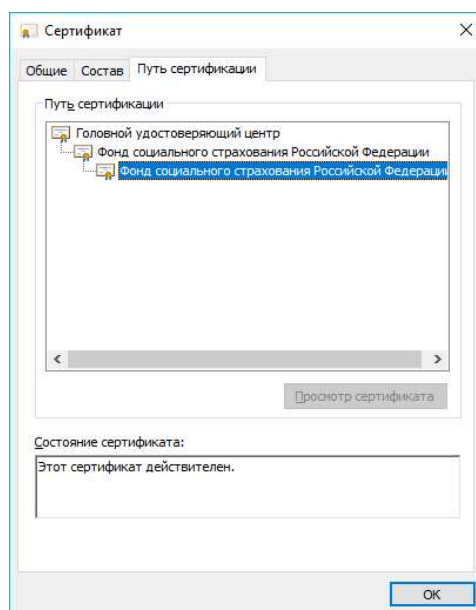 Сертификат
Общие Состав Путь сертификации
Путь сертификации
Головной удостоверяющий центр
Фонд социального страхования Российской Федерации
Фонд социального страхования Российской Федерации
Просмотр сертификата
Состояние сертификата:
Этот сертификат действителен.
OK